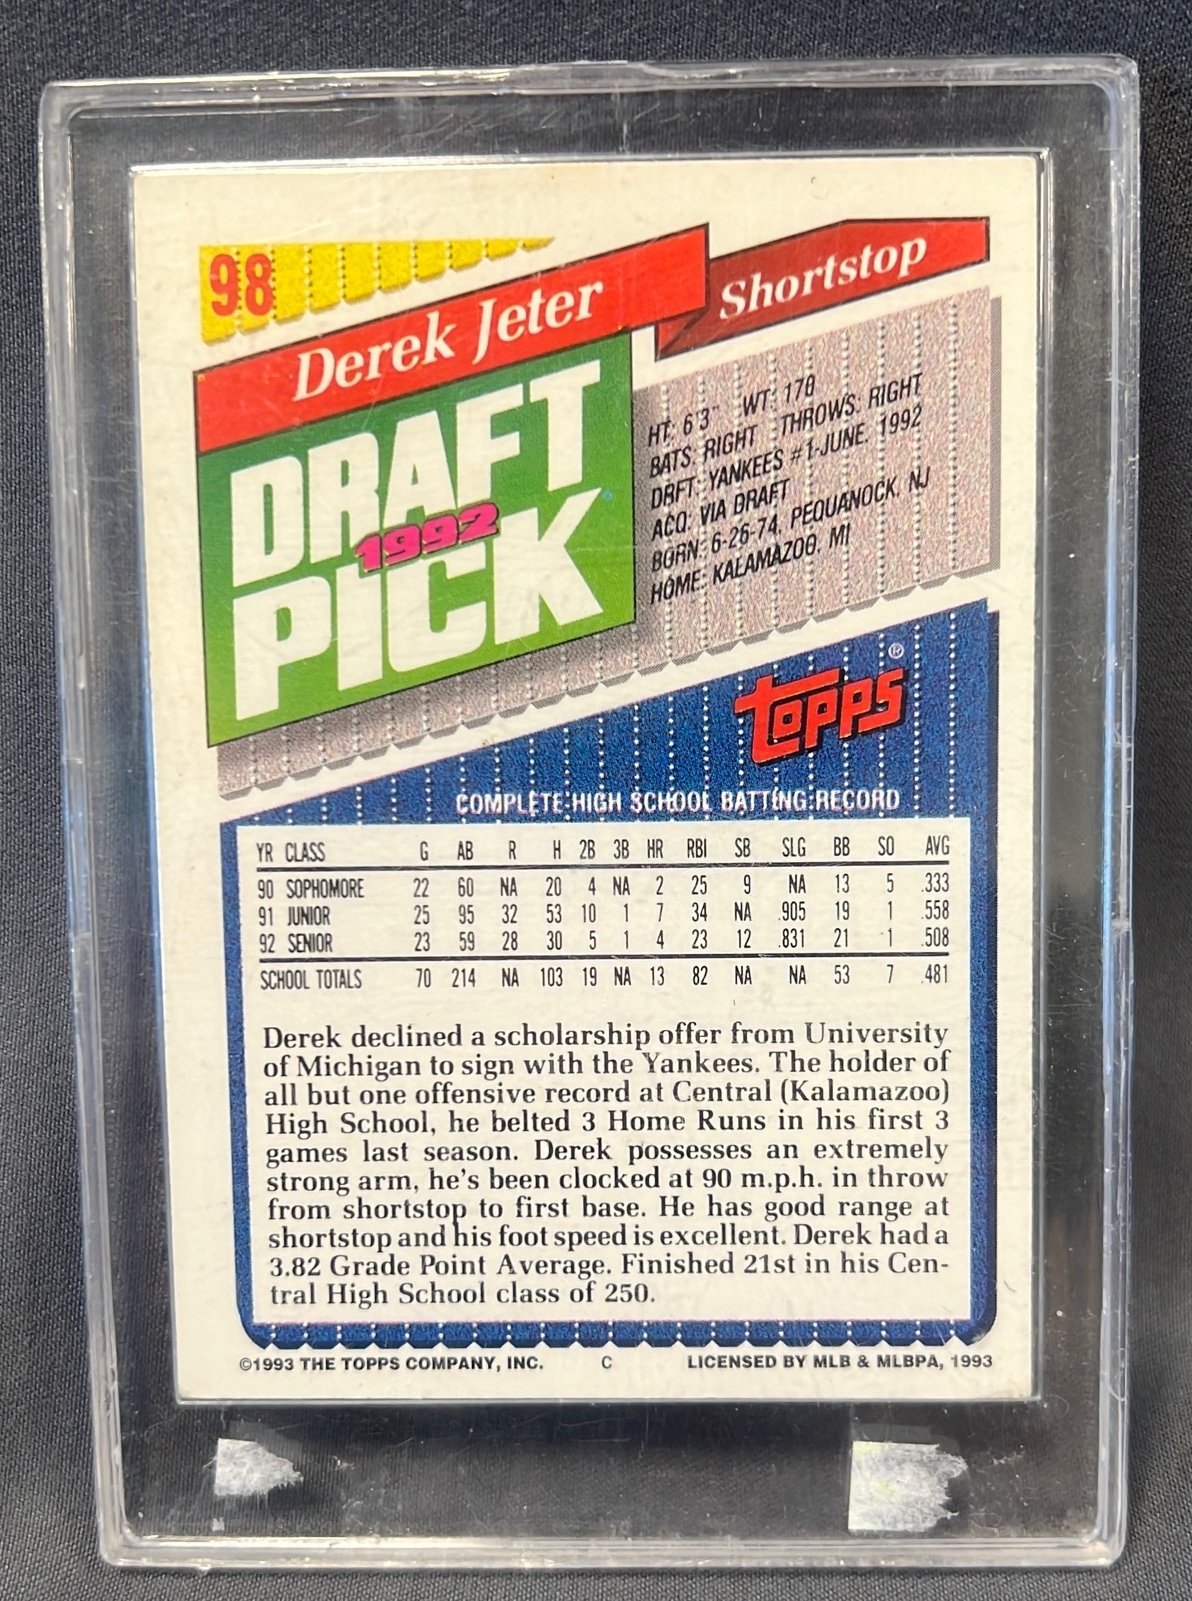 98
Derek Jeter
Shortstop
DRAFT
1992
PICK
HT: 6'3" WT: 170
BATS: RIGHT THROWS: RIGHT
DRFT: YANKEES #1-JUNE, 1992
ACQ: VIA DRAFT
BORN: 6-26-74, PEQUANOCK, NJ
HOME: KALAMAZOO, MI
TOPPS®
COMPLETE HIGH SCHOOL BATTING RECORD
YR CLASS G AB R H 2B 3B HR RBI SB SLG BB SO AVG
90 SOPHOMORE 22 60 NA 20 4 NA 2 25 9 NA 13 5 .333
91 JUNIOR 25 95 32 53 10 1 7 34 NA .905 19 1 .558
92 SENIOR 23 59 28 30 5 1 4 23 12 .831 21 1 .508
SCHOOL TOTALS 70 214 NA 103 19 NA 13 82 NA NA 53 7 .481
Derek declined a scholarship offer from University
of Michigan to sign with the Yankees. The holder of
all but one offensive record at Central (Kalamazoo)
High School, he belted 3 Home Runs in his first 3
games last season. Derek possesses an extremely
strong arm, he's been clocked at 90 m.p.h. in throw
from shortstop to first base. He has good range at
shortstop and his foot speed is excellent. Derek had a
3.82 Grade Point Average. Finished 21st in his Cen-
tral High School class of 250.
©1993 THE TOPPS COMPANY, INC. C LICENSED BY MLB & MLBPA, 1993